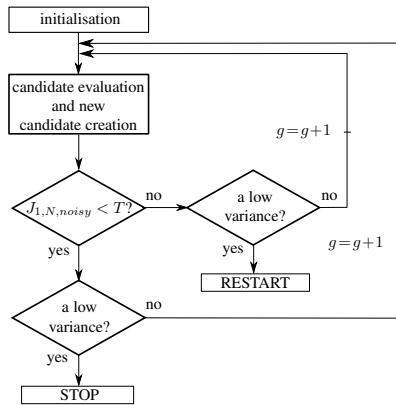 initialisation
candidate evaluation
and new
candidate creation
g=g+1
J1,N,noisy < T?
no
a low
variance?
no
yes
yes
g=g+1
RESTART
a low
variance?
no
yes
STOP